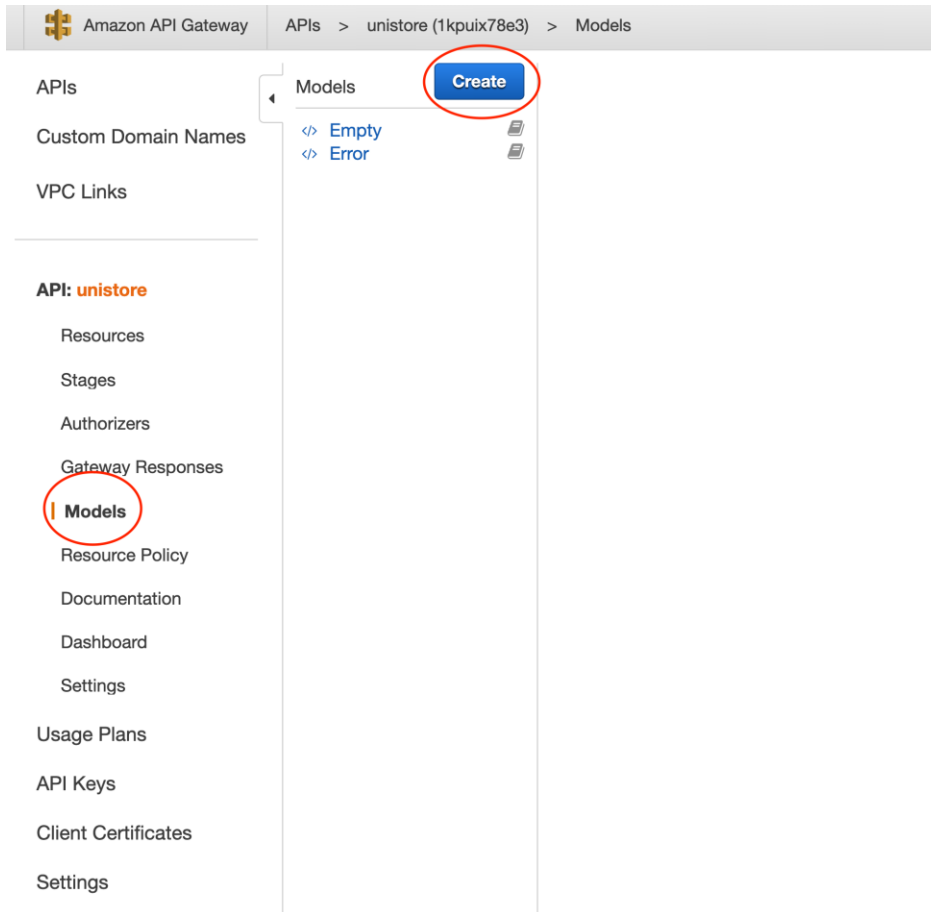 Amazon API Gateway APIs > unistore (1kpuix78e3) > Models
APIs
Custom Domain Names
VPC Links
API: unistore
Resources
Stages
Authorizers
Gateway Responses
Models
Resource Policy
Documentation
Dashboard
Settings
Usage Plans
API Keys
Client Certificates
Settings
Models Create
</> Empty
</> Error